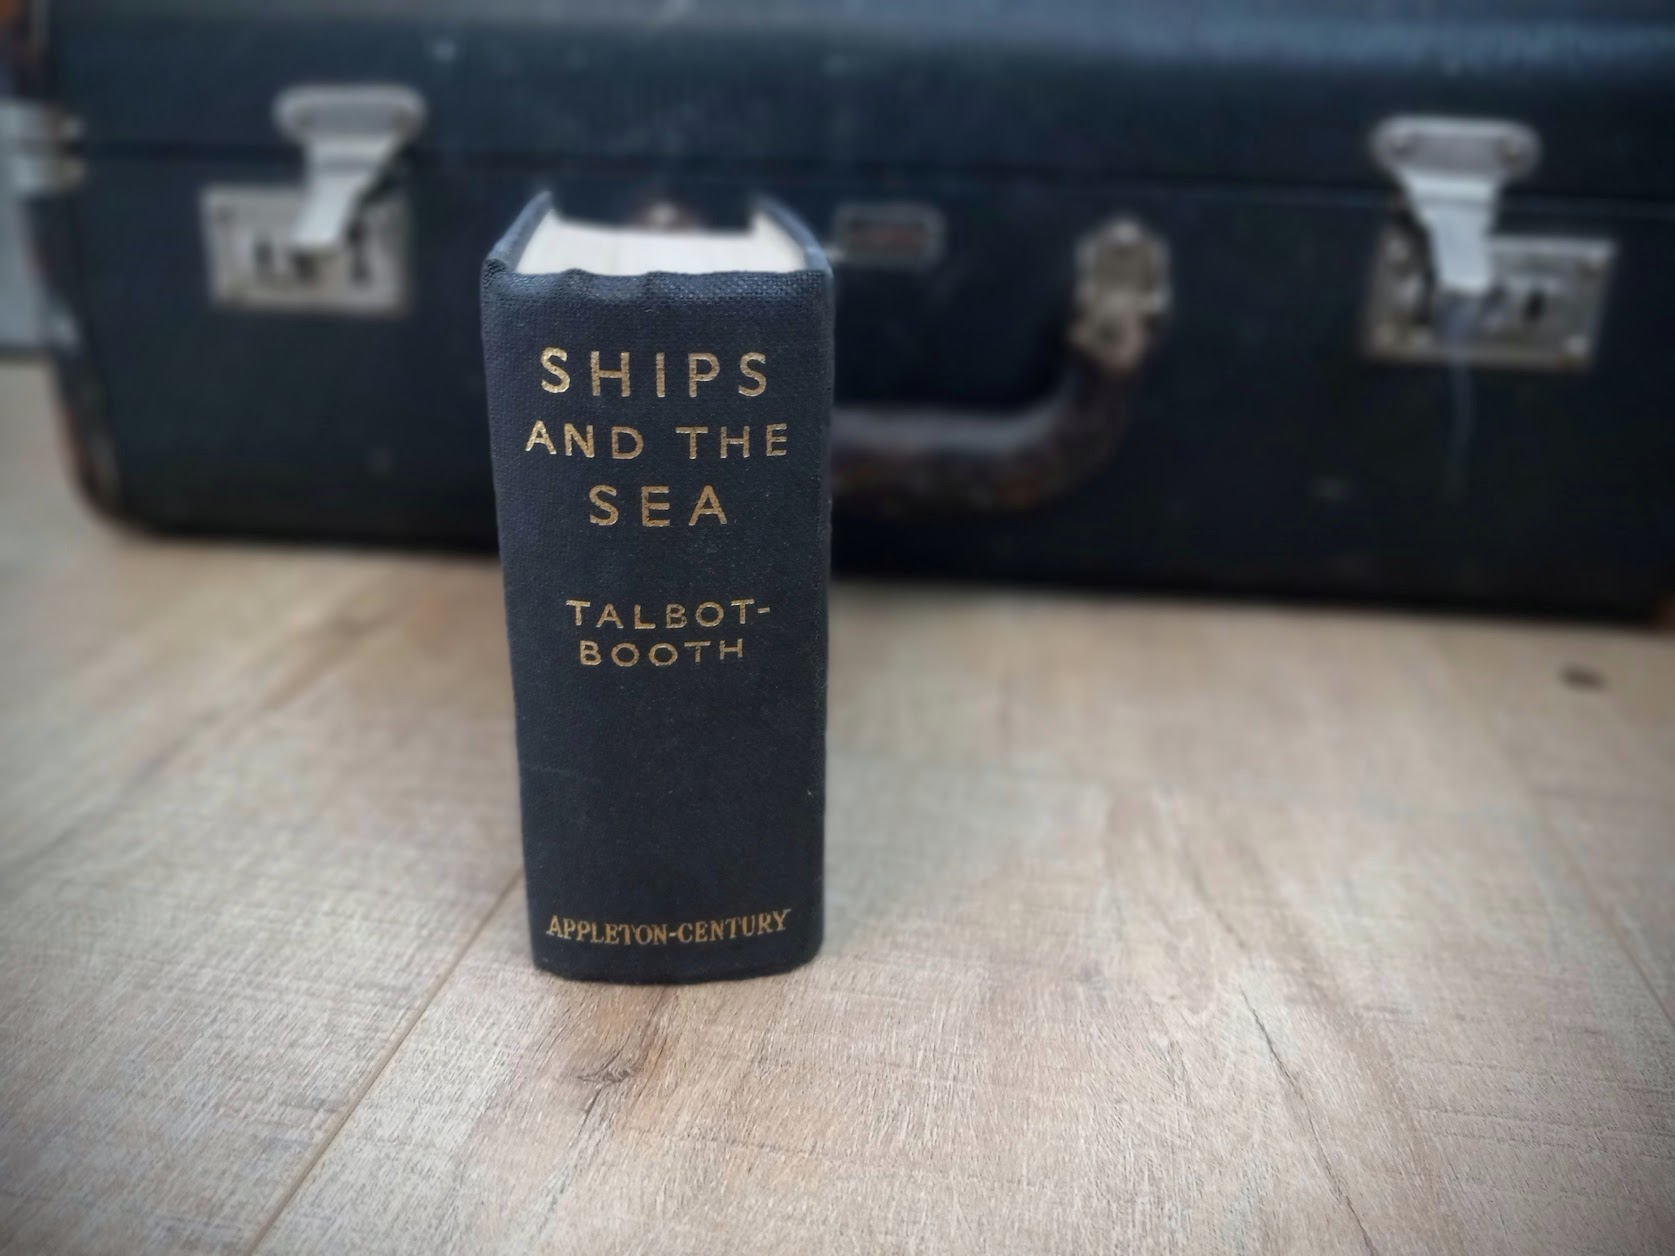 SHIPS
AND THE
SEA
TALBOT-
BOOTH
APPLETON-CENTURY